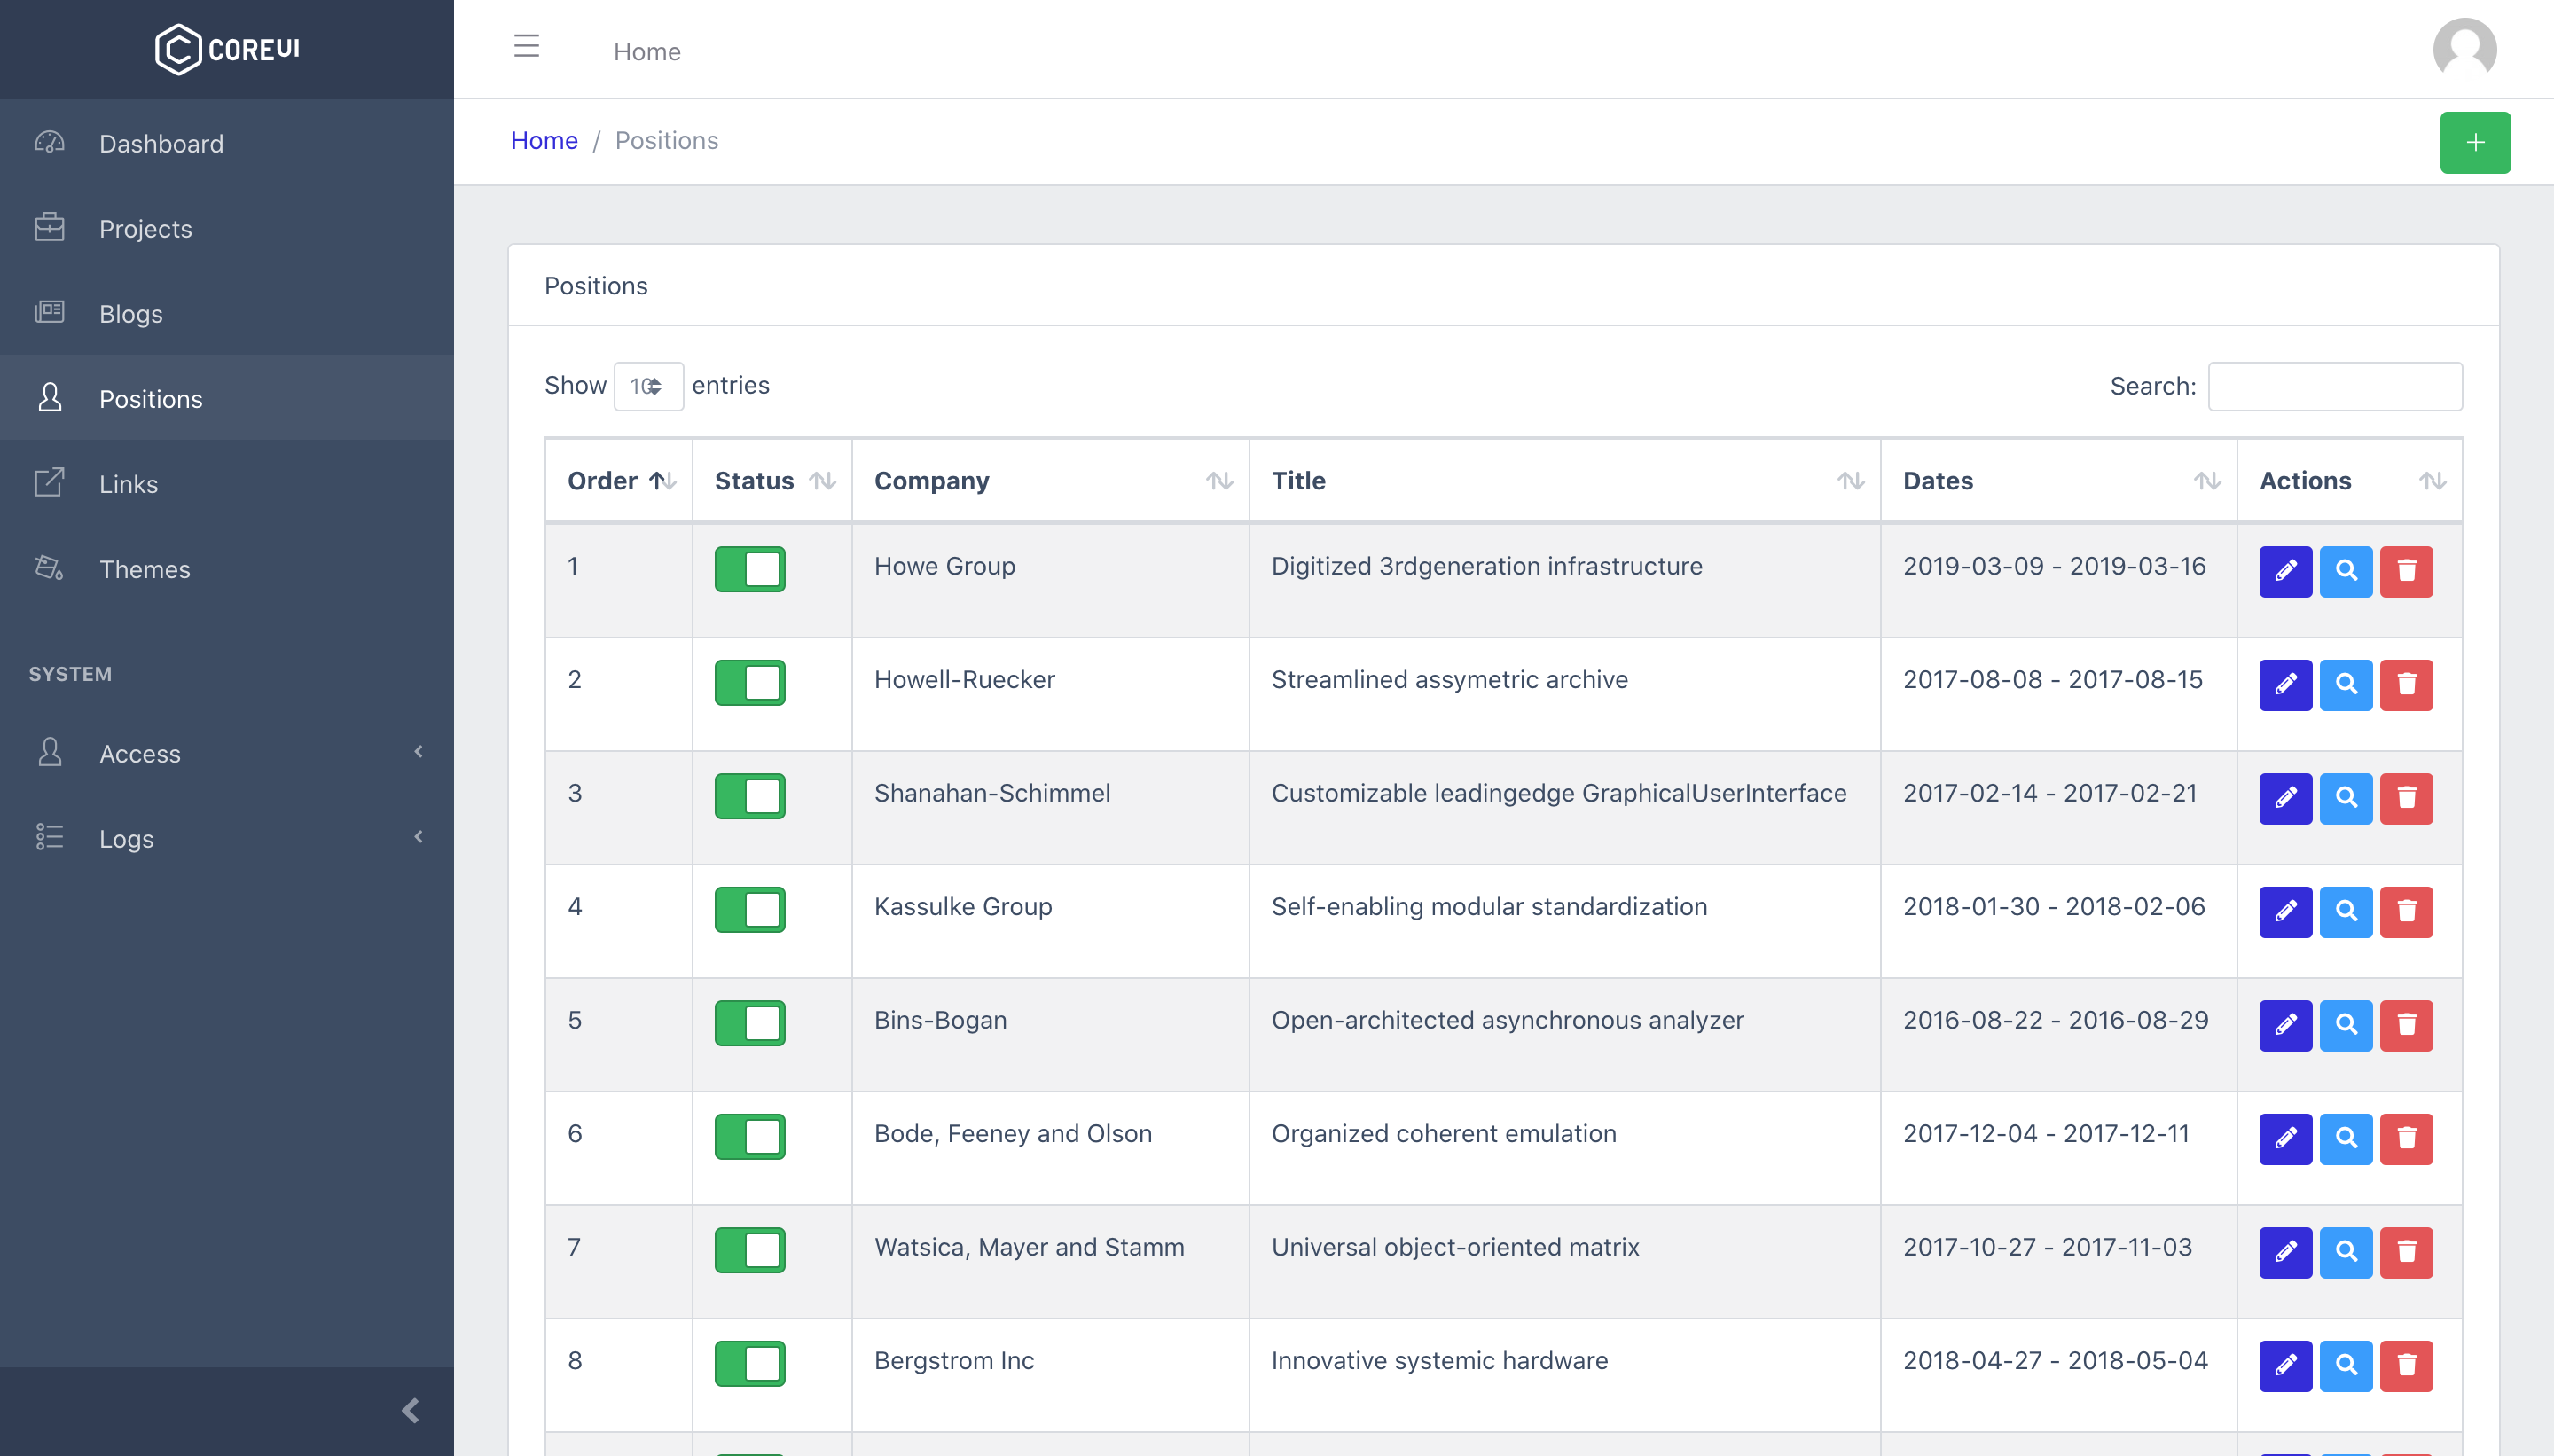 COREUI
Home
Dashboard
Projects
Blogs
Positions
Links
Themes
SYSTEM
Access
Logs
Home / Positions
Positions
Show 10 entries
Search:
Order Status Company Title Dates Actions
1 Howe Group Digitized 3rdgeneration infrastructure 2019-03-09 - 2019-03-16
2 Howell-Ruecker Streamlined assymetric archive 2017-08-08 - 2017-08-15
3 Shanahan-Schimmel Customizable leadingedge GraphicalUserInterface 2017-02-14 - 2017-02-21
4 Kassulke Group Self-enabling modular standardization 2018-01-30 - 2018-02-06
5 Bins-Bogan Open-architected asynchronous analyzer 2016-08-22 - 2016-08-29
6 Bode, Feeney and Olson Organized coherent emulation 2017-12-04 - 2017-12-11
7 Watsica, Mayer and Stamm Universal object-oriented matrix 2017-10-27 - 2017-11-03
8 Bergstrom Inc Innovative systemic hardware 2018-04-27 - 2018-05-04